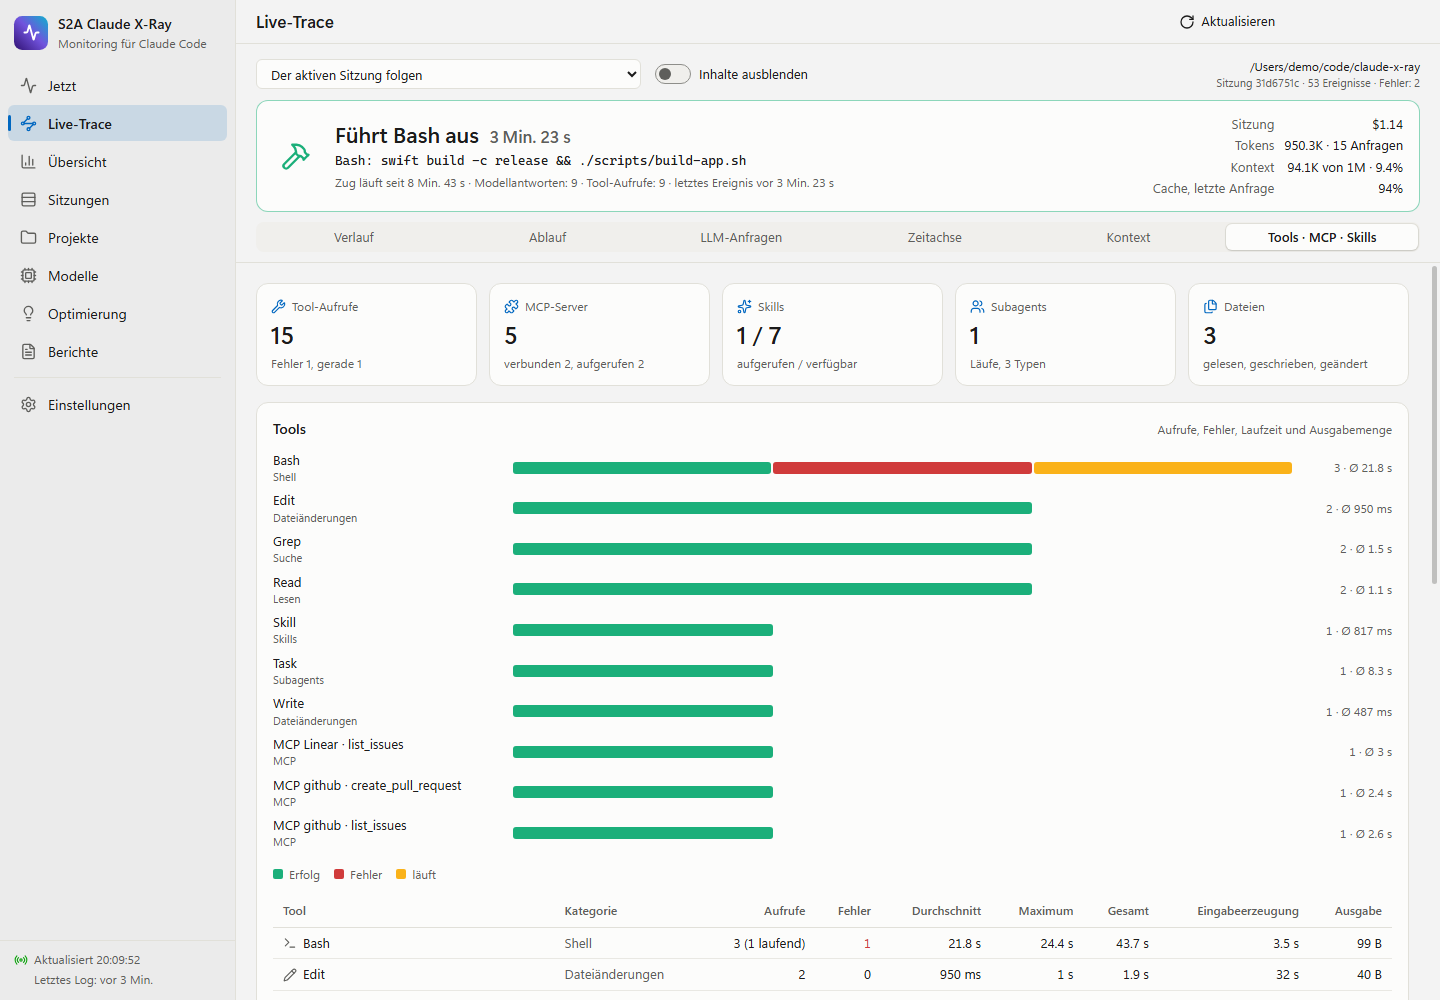 S2A Claude X-Ray
Monitoring für Claude Code
Jetzt
Live-Trace
Übersicht
Sitzungen
Projekte
Modelle
Optimierung
Berichte
Einstellungen
Aktualisiert 20:09:52
Letztes Log: vor 3 Min.
Live-Trace
Aktualisieren
Der aktiven Sitzung folgen
Inhalte ausblenden
/Users/demo/code/claude-x-ray
Sitzung 31d6751c · 53 Ereignisse · Fehler: 2
Führt Bash aus 3 Min. 23 s
Bash: swift build -c release && ./scripts/build-app.sh
Zug läuft seit 8 Min. 43 s · Modellantworten: 9 · Tool-Aufrufe: 9 · letztes Ereignis vor 3 Min. 23 s
Sitzung $1.14
Tokens 950.3K · 15 Anfragen
Kontext 94.1K von 1M · 9.4%
Cache, letzte Anfrage 94%
Verlauf
Ablauf
LLM-Anfragen
Zeitachse
Kontext
Tools · MCP · Skills
Tool-Aufrufe
15
Fehler 1, gerade 1
MCP-Server
5
verbunden 2, aufgerufen 2
Skills
1 / 7
aufgerufen / verfügbar
Subagents
1
Läufe, 3 Typen
Dateien
3
gelesen, geschrieben, geändert
Tools
Aufrufe, Fehler, Laufzeit und Ausgabemenge
Bash
Shell
3 · Ø 21.8 s
Edit
Dateiänderungen
2 · Ø 950 ms
Grep
Suche
2 · Ø 1.5 s
Read
Lesen
2 · Ø 1.1 s
Skill
Skills
1 · Ø 817 ms
Task
Subagents
1 · Ø 8.3 s
Write
Dateiänderungen
1 · Ø 487 ms
MCP Linear · list_issues
MCP
1 · Ø 3 s
MCP github · create_pull_request
MCP
1 · Ø 2.4 s
MCP github · list_issues
MCP
1 · Ø 2.6 s
Erfolg Fehler läuft
Tool Kategorie Aufrufe Fehler Durchschnitt Maximum Gesamt Eingabeerzeugung Ausgabe
Bash Shell 3 (1 laufend) 1 21.8 s 24.4 s 43.7 s 3.5 s 99 B
Edit Dateiänderungen 2 0 950 ms 1 s 1.9 s 32 s 40 B